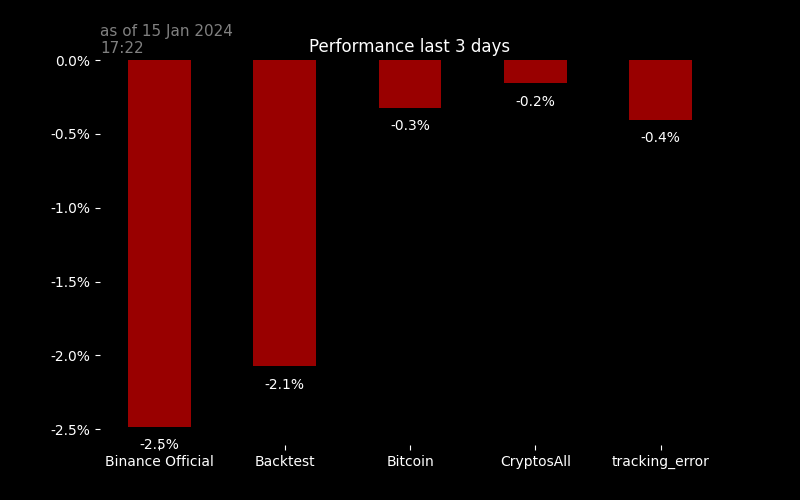 as of 15 Jan 2024
17:22
Performance last 3 days
0.0%
-0.5%
-1.0%
-1.5%
-2.0%
-2.5%
-2.5%
-2.1%
-0.3%
-0.2%
-0.4%
Binance Official
Backtest
Bitcoin
CryptosAll
tracking_error